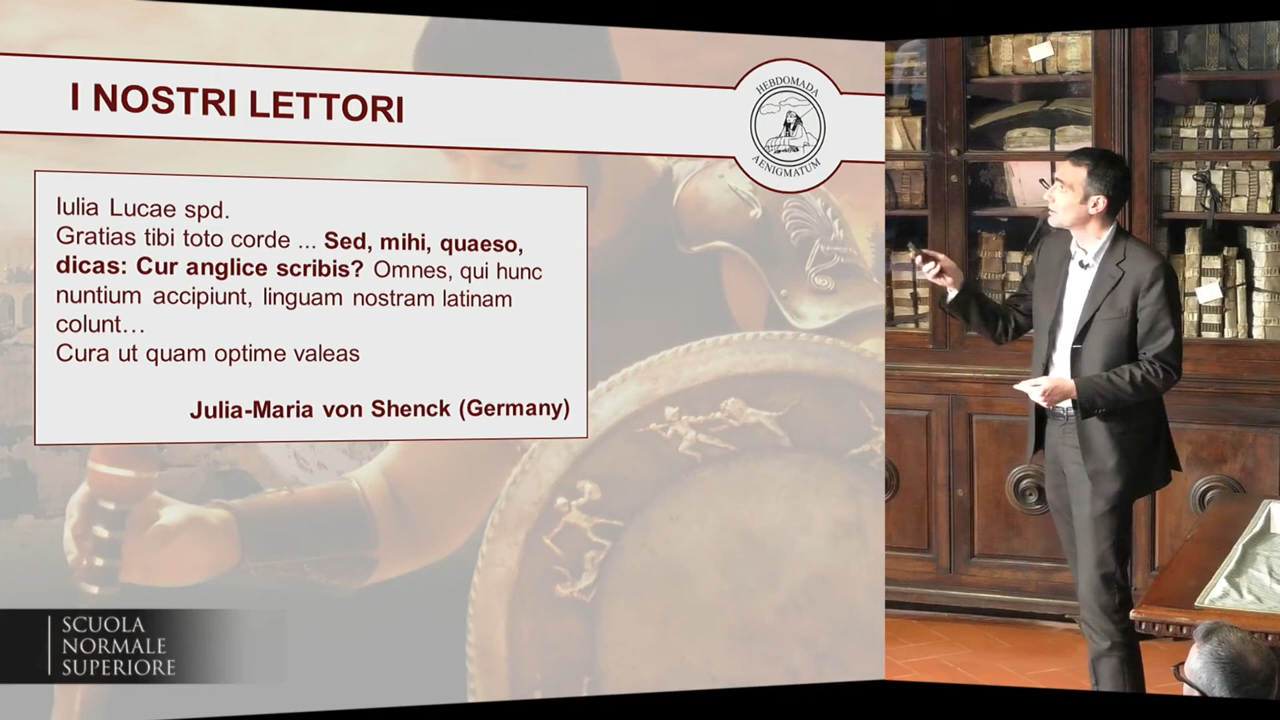 I NOSTRI LETTORI
HEBDOMADA
AENIGMATUM
Iulia Lucae spd.
Gratias tibi toto corde ... Sed, mihi, quaeso,
dicas: Cur anglice scribis? Omnes, qui hunc
nuntium accipiunt, linguam nostram latinam
colunt…
Cura ut quam optime valeas
Julia-Maria von Shenck (Germany)
SCUOLA
NORMALE
SUPERIORE